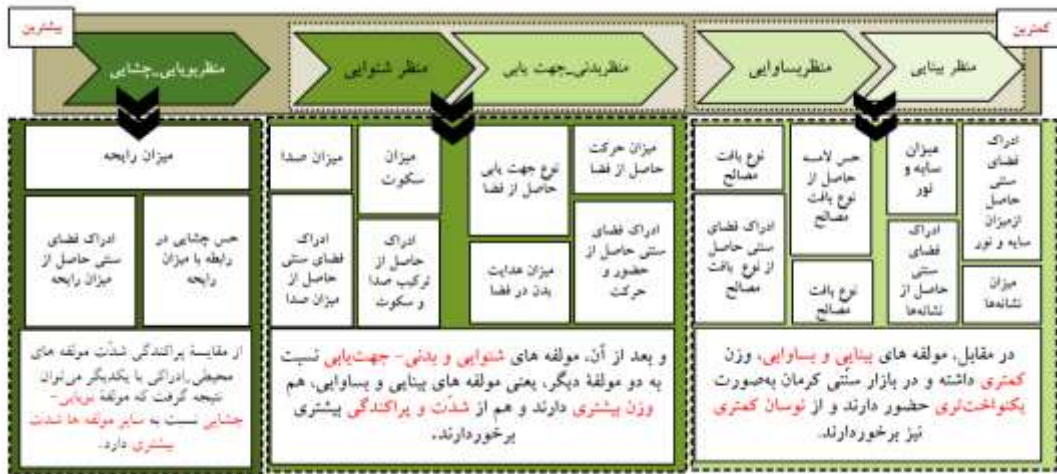 کمترین
بیشترین
منظر بینایی
منظربساوایی
منظربدنی_جهت یابی
منظر شنوایی
منظربویایی_چشایی
ادراک
فضای
سنتی
حاصل
ازمیزان
سایه و نور
میزان
نشانه‌ها
میزان
سایه و
نور
ادراک
فضای
سنتی
حاصل از
نشانه‌ها
حس لامسه
حاصل از
نوع بافت
مصالح
نوع بافت
مصالح
نوع بافت
مصالح
ادراک فضای
سنتی حاصل
از نوع بافت
مصالح
در مقابل، مولفه های بینایی و بساوایی، وزن
کمتری داشته و در بازار سنّتی کرمان به‌صورت
یکنواخت‌تری حضور دارند و از نوسان کمتری
نیز برخوردارند.
میزان حرکت
حاصل از فضا
ادراک فضای
سنتی حاصل از
حضور و
حرکت
نوع جهت یابی
حاصل از فضا
میزان هدایت
بدن در فضا
میزان
سکوت
ادراک
حاصل از
ترکیب صدا
و سکوت
میزان صدا
ادراک
فضای سنتی
حاصل از
میزان صدا
و بعد از آن، مولفه های شنوایی و بدنی- جهت‌یابی نسبت
به دو مولفهٔ دیگر، یعنی مولفه های بینایی و بساوایی، هم
وزن بیشتری دارند و هم از شدّت و پراکندگی بیشتری
برخوردارند.
میزان رایحه
حس چشایی در
رابطه با میزان
رایحه
ادراک فضای
سنتی حاصل از
میزان رایحه
از مقایسهٔ پراکندگی شدّت مولفه های
محیطی_ادراکی با یکدیگر می‌توان
نتیجه گرفت که مولفهٔ بویایی-
چشایی نسبت به سایر مولفه ها شدت
بیشتری دارد.